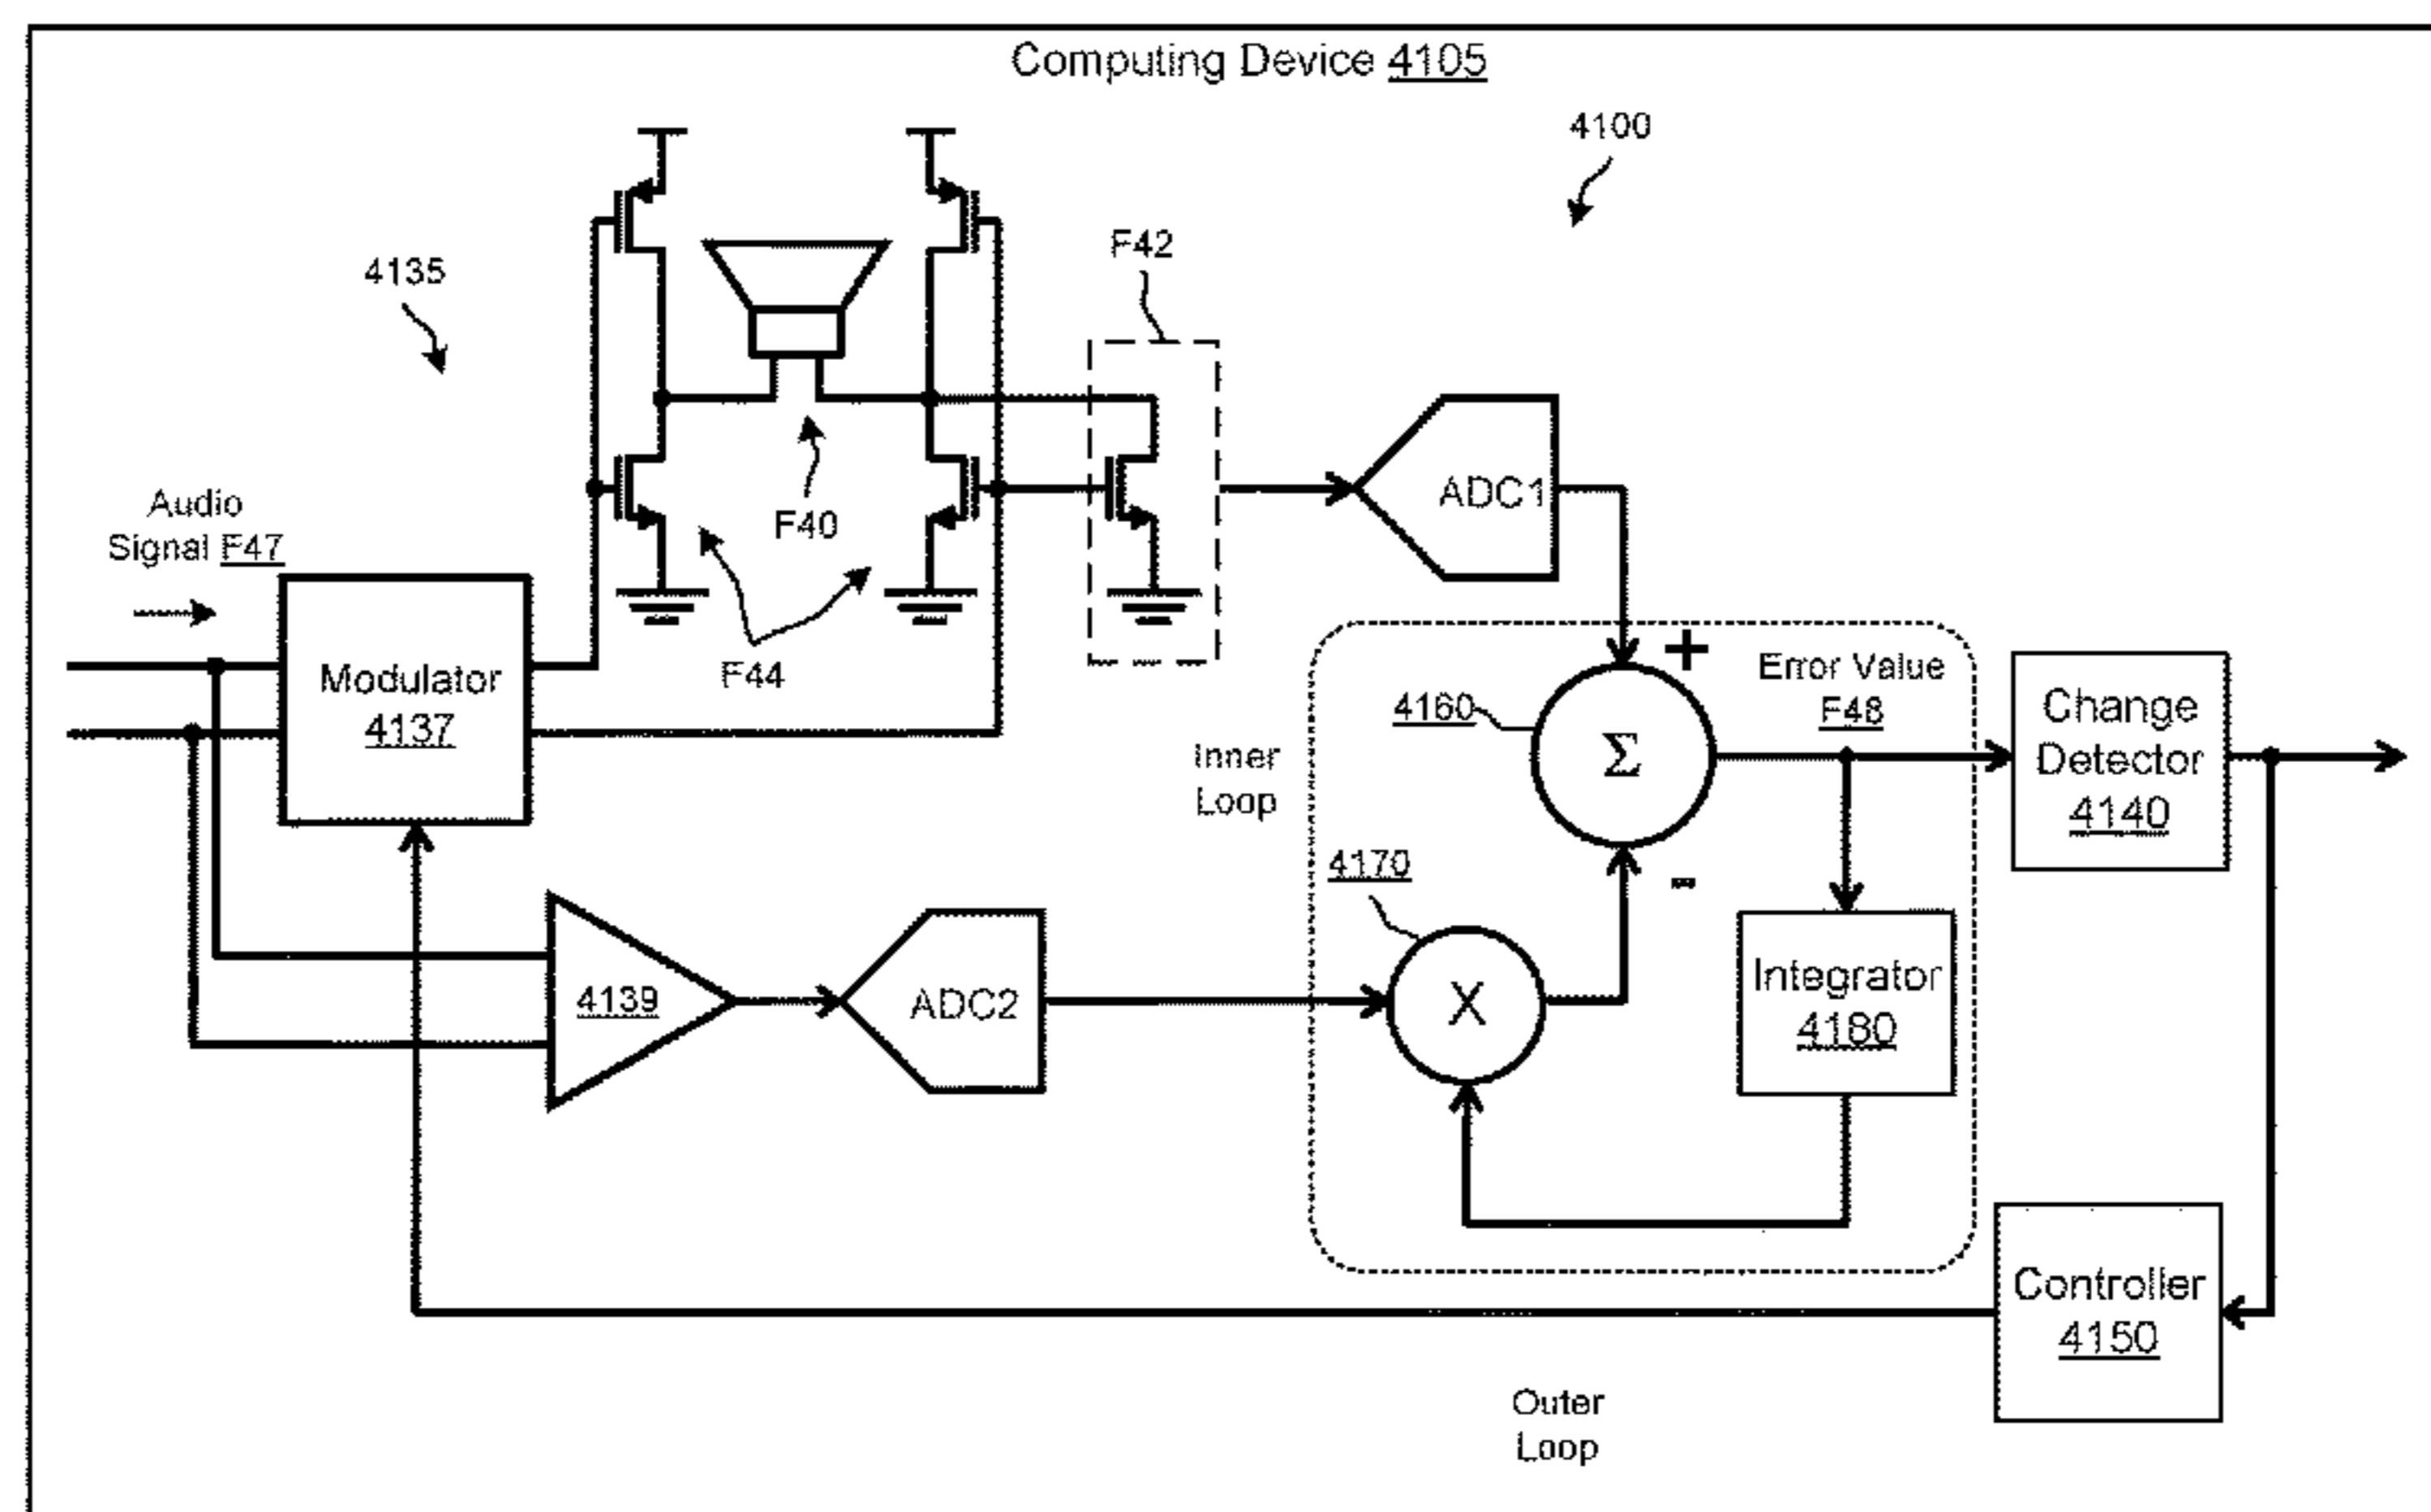 Computing Device 4105
4100
F42
4135
ADC1
Audio
Signal F47
F40
F44
Modulator
4137
+
Error Value
F48
4160
Σ
Change
Detector
4140
Inner
Loop
4170
-
4139
ADC2
X
Integrator
4180
Controller
4150
Outer
Loop